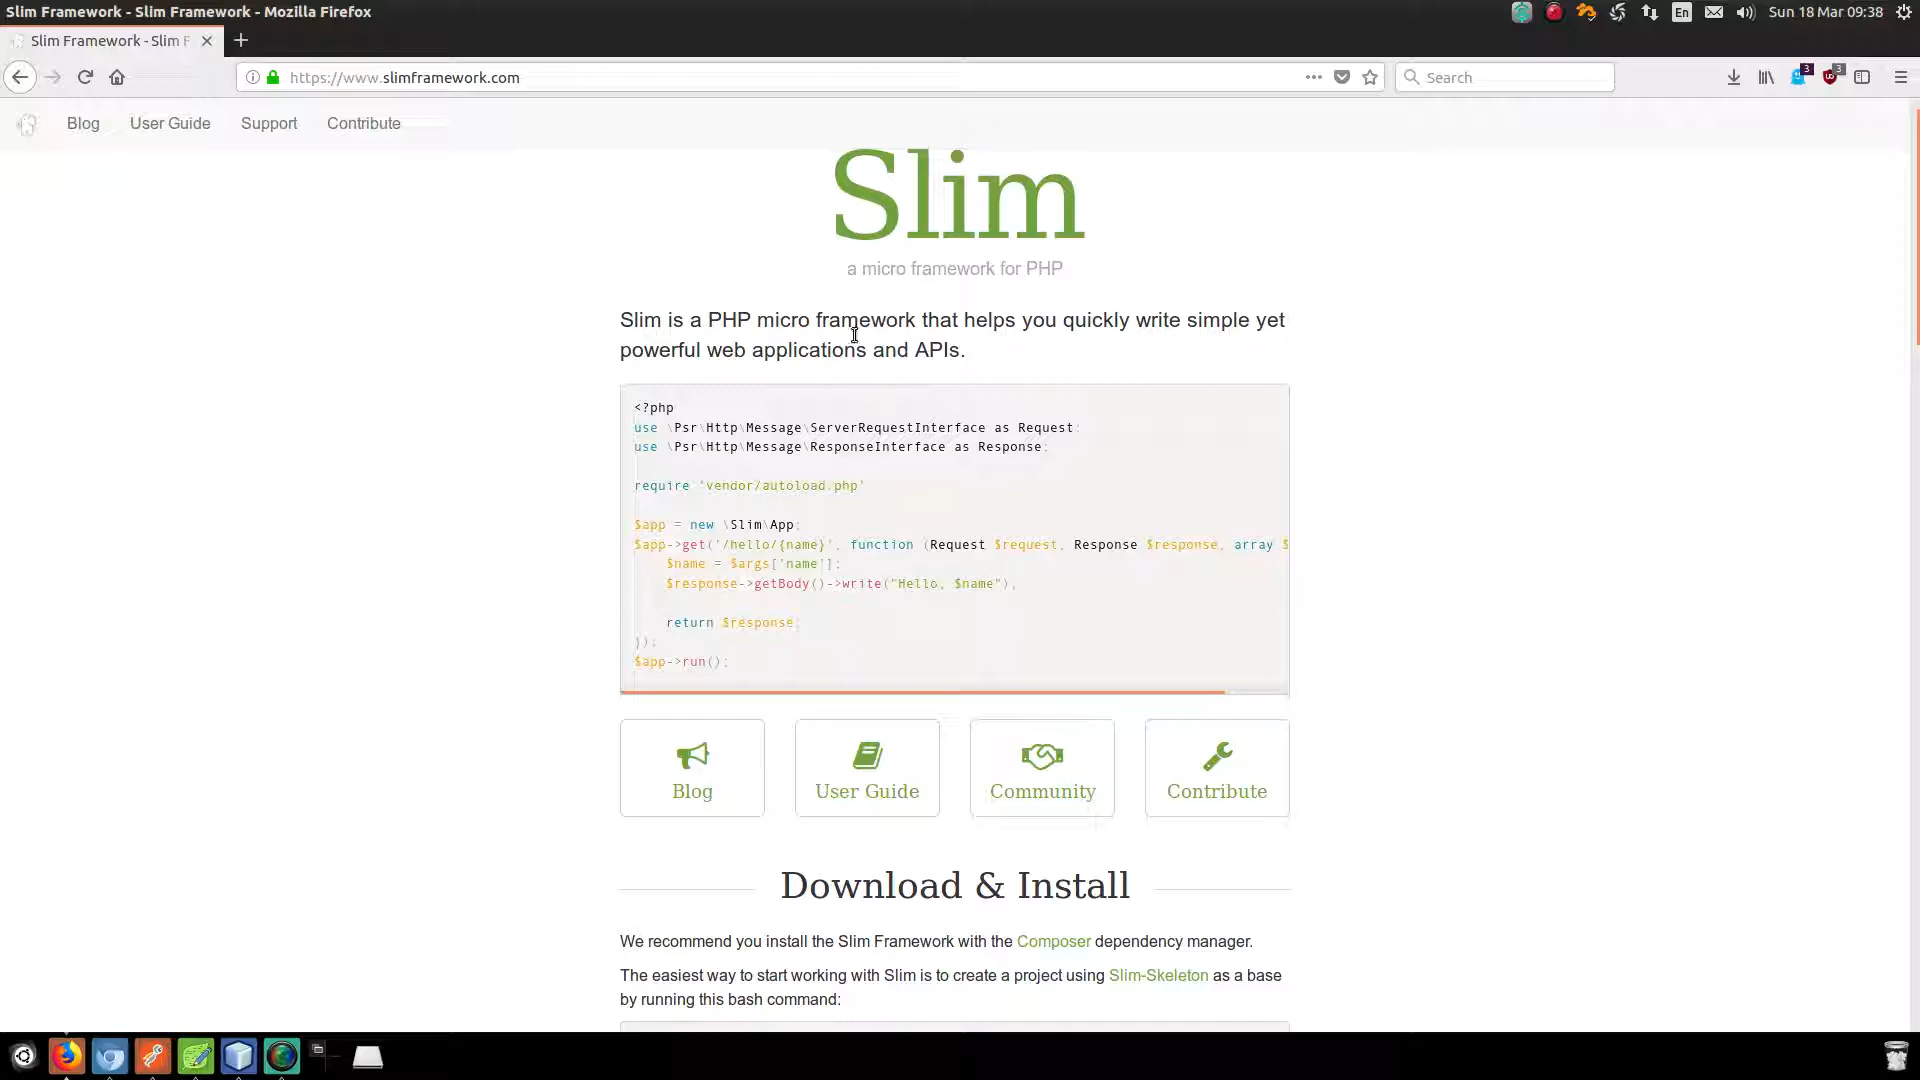 Slim Framework - Slim Framework - Mozilla Firefox
En
Sun 18 Mar 09:38
Slim Framework - Slim F
https://www.slimframework.com
Search
3
3
Blog
User Guide
Support
Contribute
Slim
a micro framework for PHP
Slim is a PHP micro framework that helps you quickly write simple yet
powerful web applications and APIs.
<?php
use \Psr\Http\Message\ServerRequestInterface as Request;
use \Psr\Http\Message\ResponseInterface as Response;
require 'vendor/autoload.php'
$app = new \Slim\App;
$app->get('/hello/{name}', function (Request $request, Response $response, array $
$name = $args['name'];
$response->getBody()->write("Hello, $name");
return $response;
});
$app->run();
Blog
User Guide
Community
Contribute
Download & Install
We recommend you install the Slim Framework with the Composer dependency manager.
The easiest way to start working with Slim is to create a project using Slim-Skeleton as a base
by running this bash command: